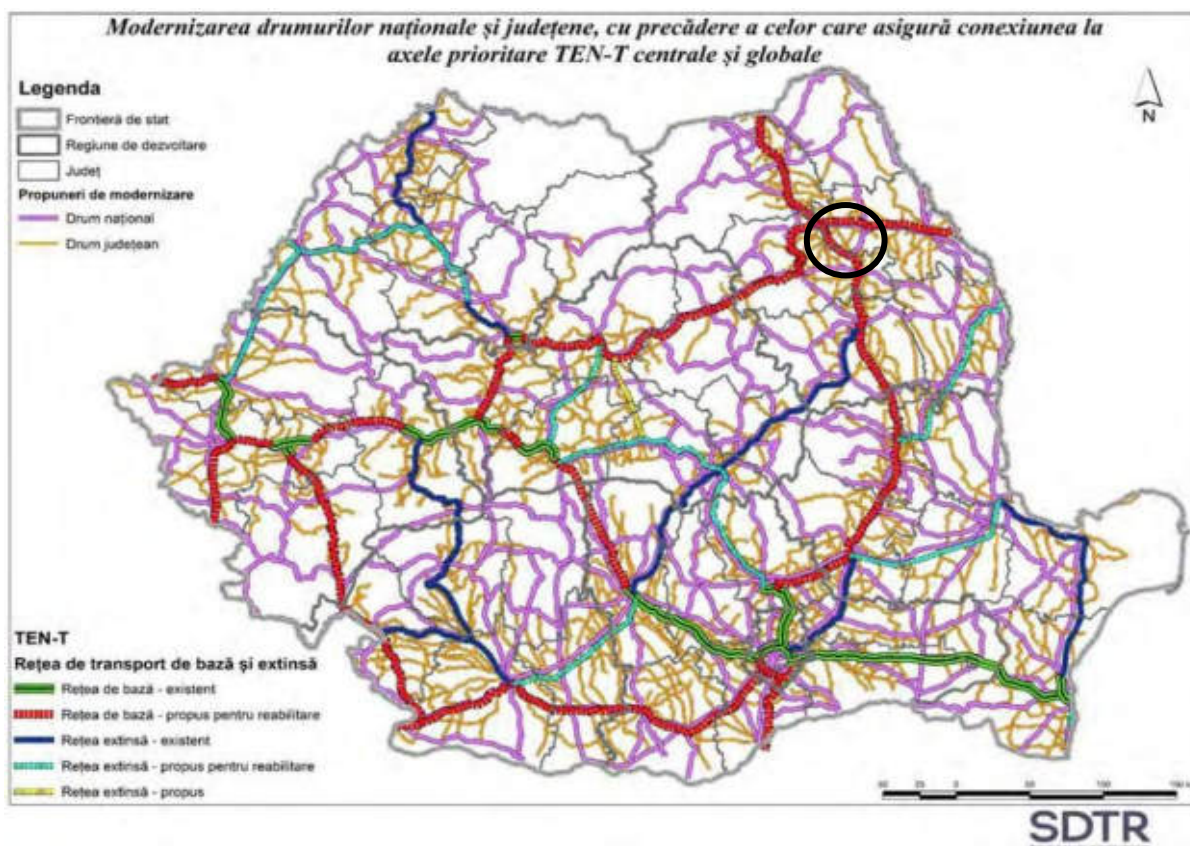 Modernizarea drumurilor naționale și județene, cu precădere a celor care asigură conexiunea la
axele prioritare TEN-T centrale și globale
Legenda
Frontieră de stat
Regiune de dezvoltare
Județ
Propuneri de modernizare
Drum național
Drum județean
N
TEN-T
Rețea de transport de bază și extinsă
Rețea de bază - existent
Rețea de bază - propus pentru reabilitare
Rețea extinsă - existent
Rețea extinsă - propus pentru reabilitare
Rețea extinsă - propus
SDTR